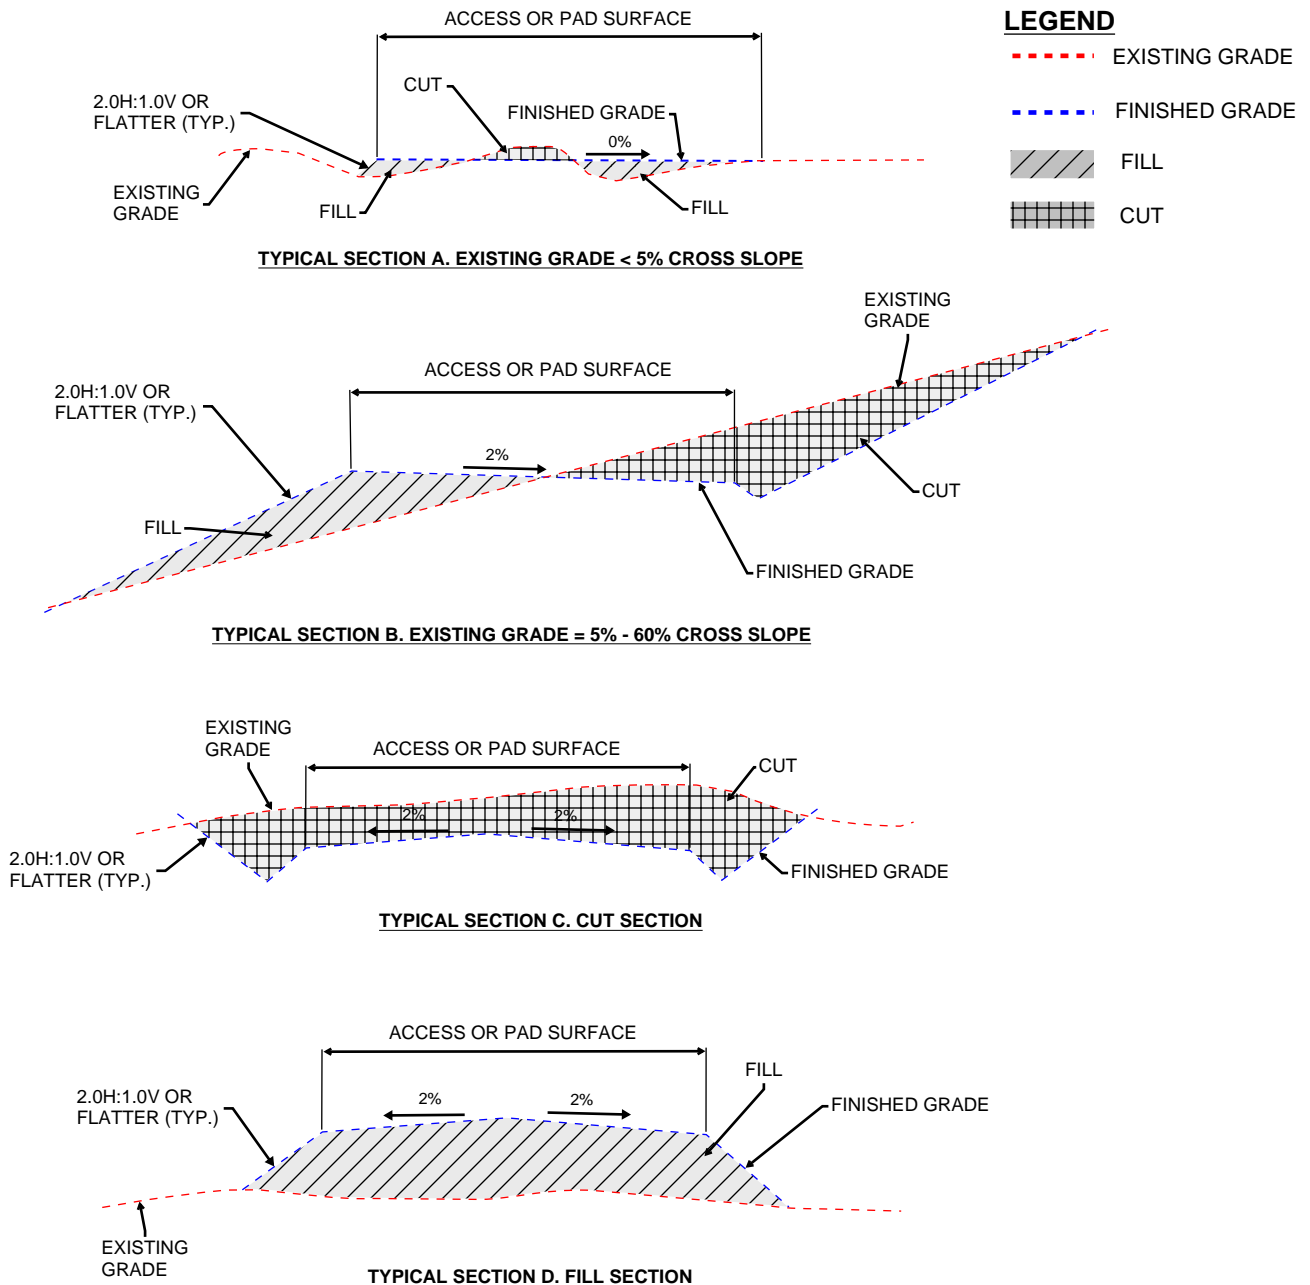 ACCESS OR PAD SURFACE
LEGEND
EXISTING GRADE
FINISHED GRADE
FILL
CUT
CUT
2.0H:1.0V OR
FLATTER (TYP.)
FINISHED GRADE
0%
EXISTING
GRADE
FILL
FILL
TYPICAL SECTION A. EXISTING GRADE < 5% CROSS SLOPE
EXISTING
GRADE
ACCESS OR PAD SURFACE
2.0H:1.0V OR
FLATTER (TYP.)
2%
FILL
CUT
FINISHED GRADE
TYPICAL SECTION B. EXISTING GRADE = 5% - 60% CROSS SLOPE
EXISTING
GRADE
ACCESS OR PAD SURFACE
CUT
2%
2%
2.0H:1.0V OR
FLATTER (TYP.)
FINISHED GRADE
TYPICAL SECTION C. CUT SECTION
ACCESS OR PAD SURFACE
FILL
2.0H:1.0V OR
FLATTER (TYP.)
2%
2%
FINISHED GRADE
EXISTING
GRADE
TYPICAL SECTION D. FILL SECTION